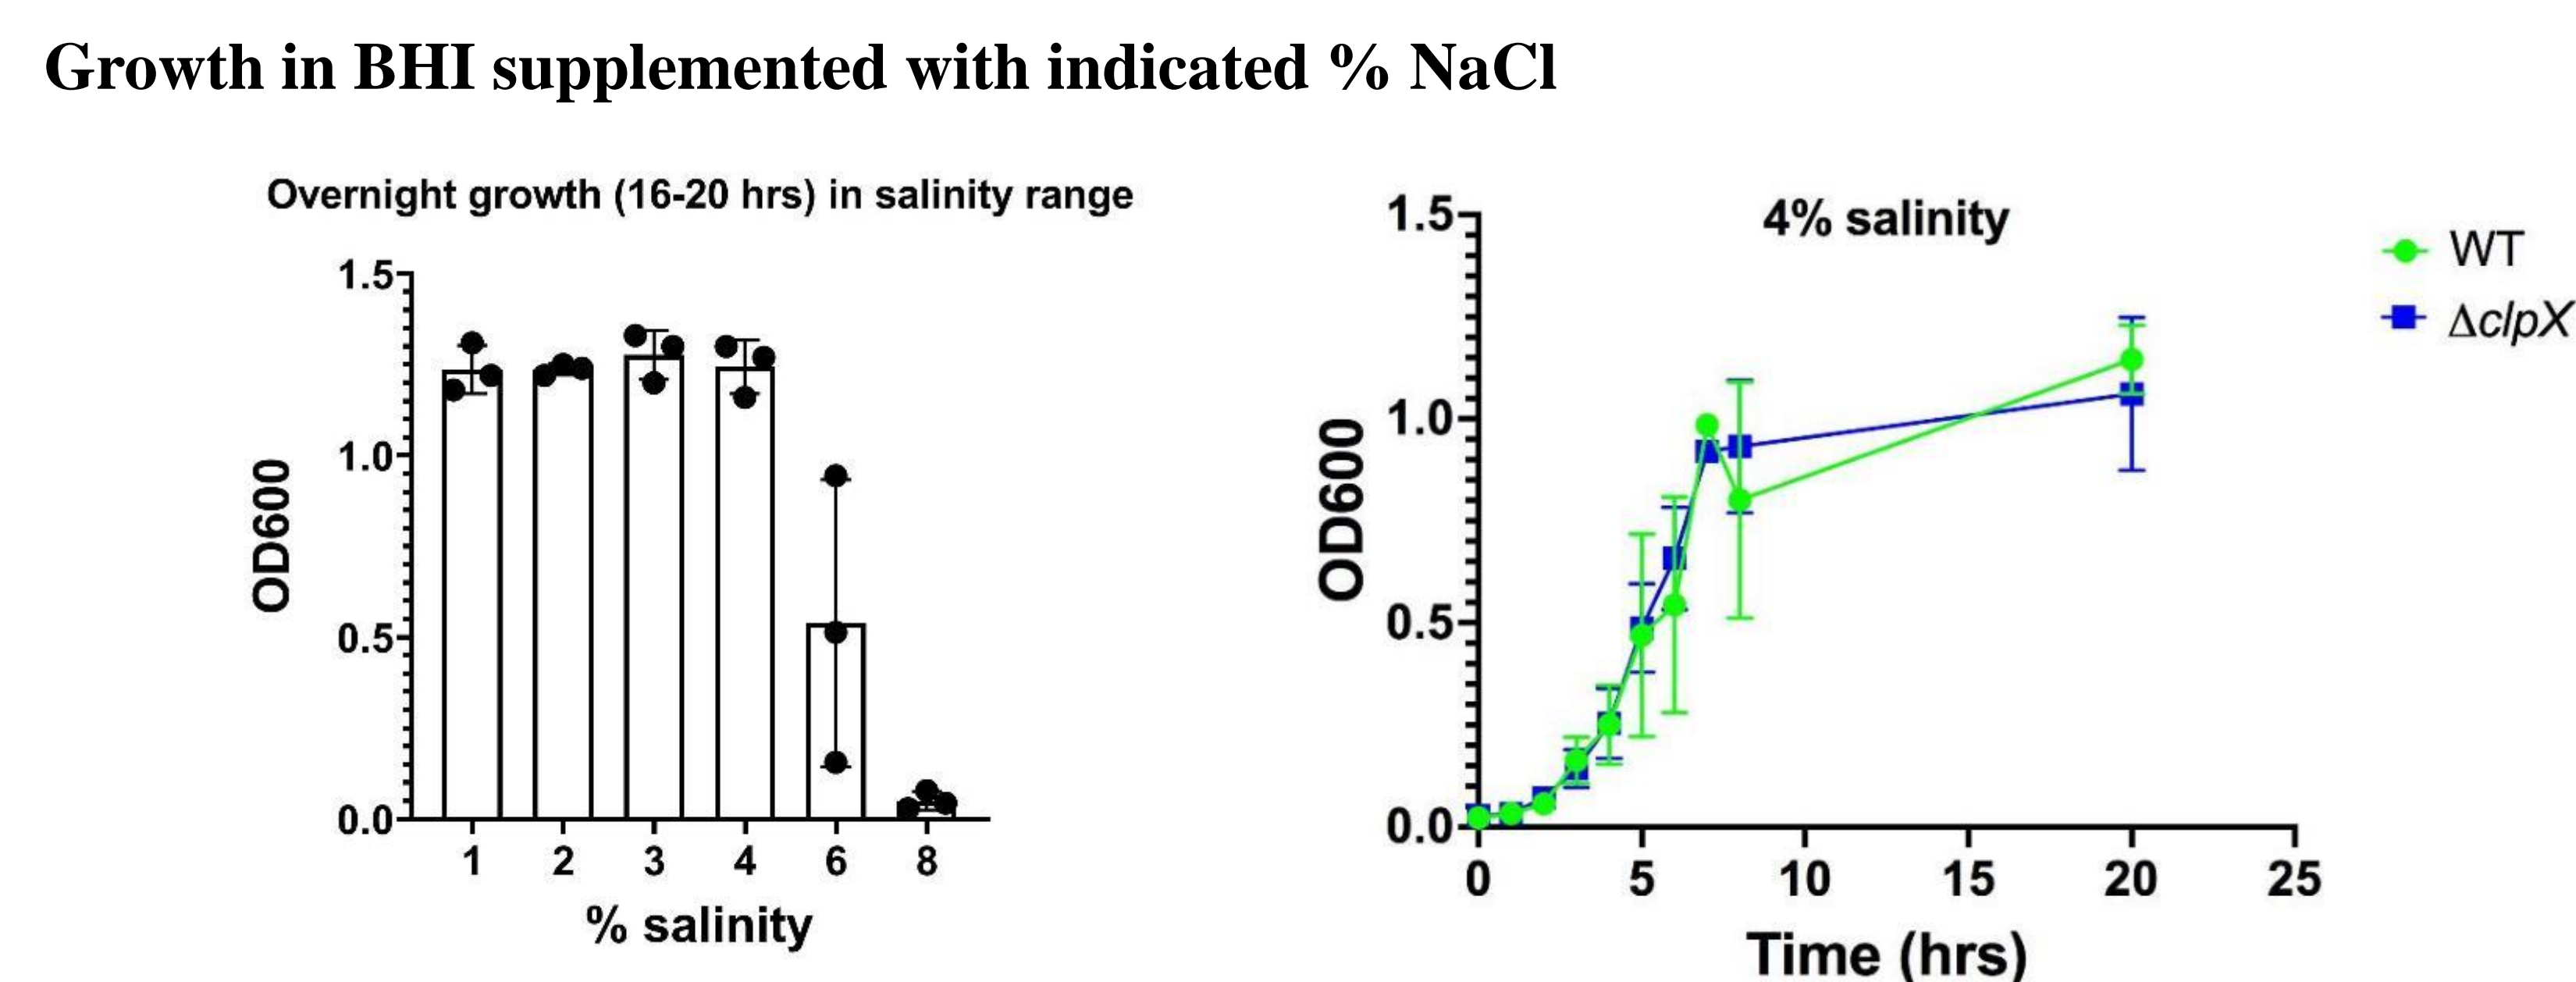 Growth in BHI supplemented with indicated % NaCl
Overnight growth (16-20 hrs) in salinity range
1.5
1.0
0.5
0.0
OD600
1 2 3 4 6 8
% salinity
4% salinity
1.5
1.0
0.5
0.0
OD600
0 5 10 15 20 25
Time (hrs)
WT
ΔclpX